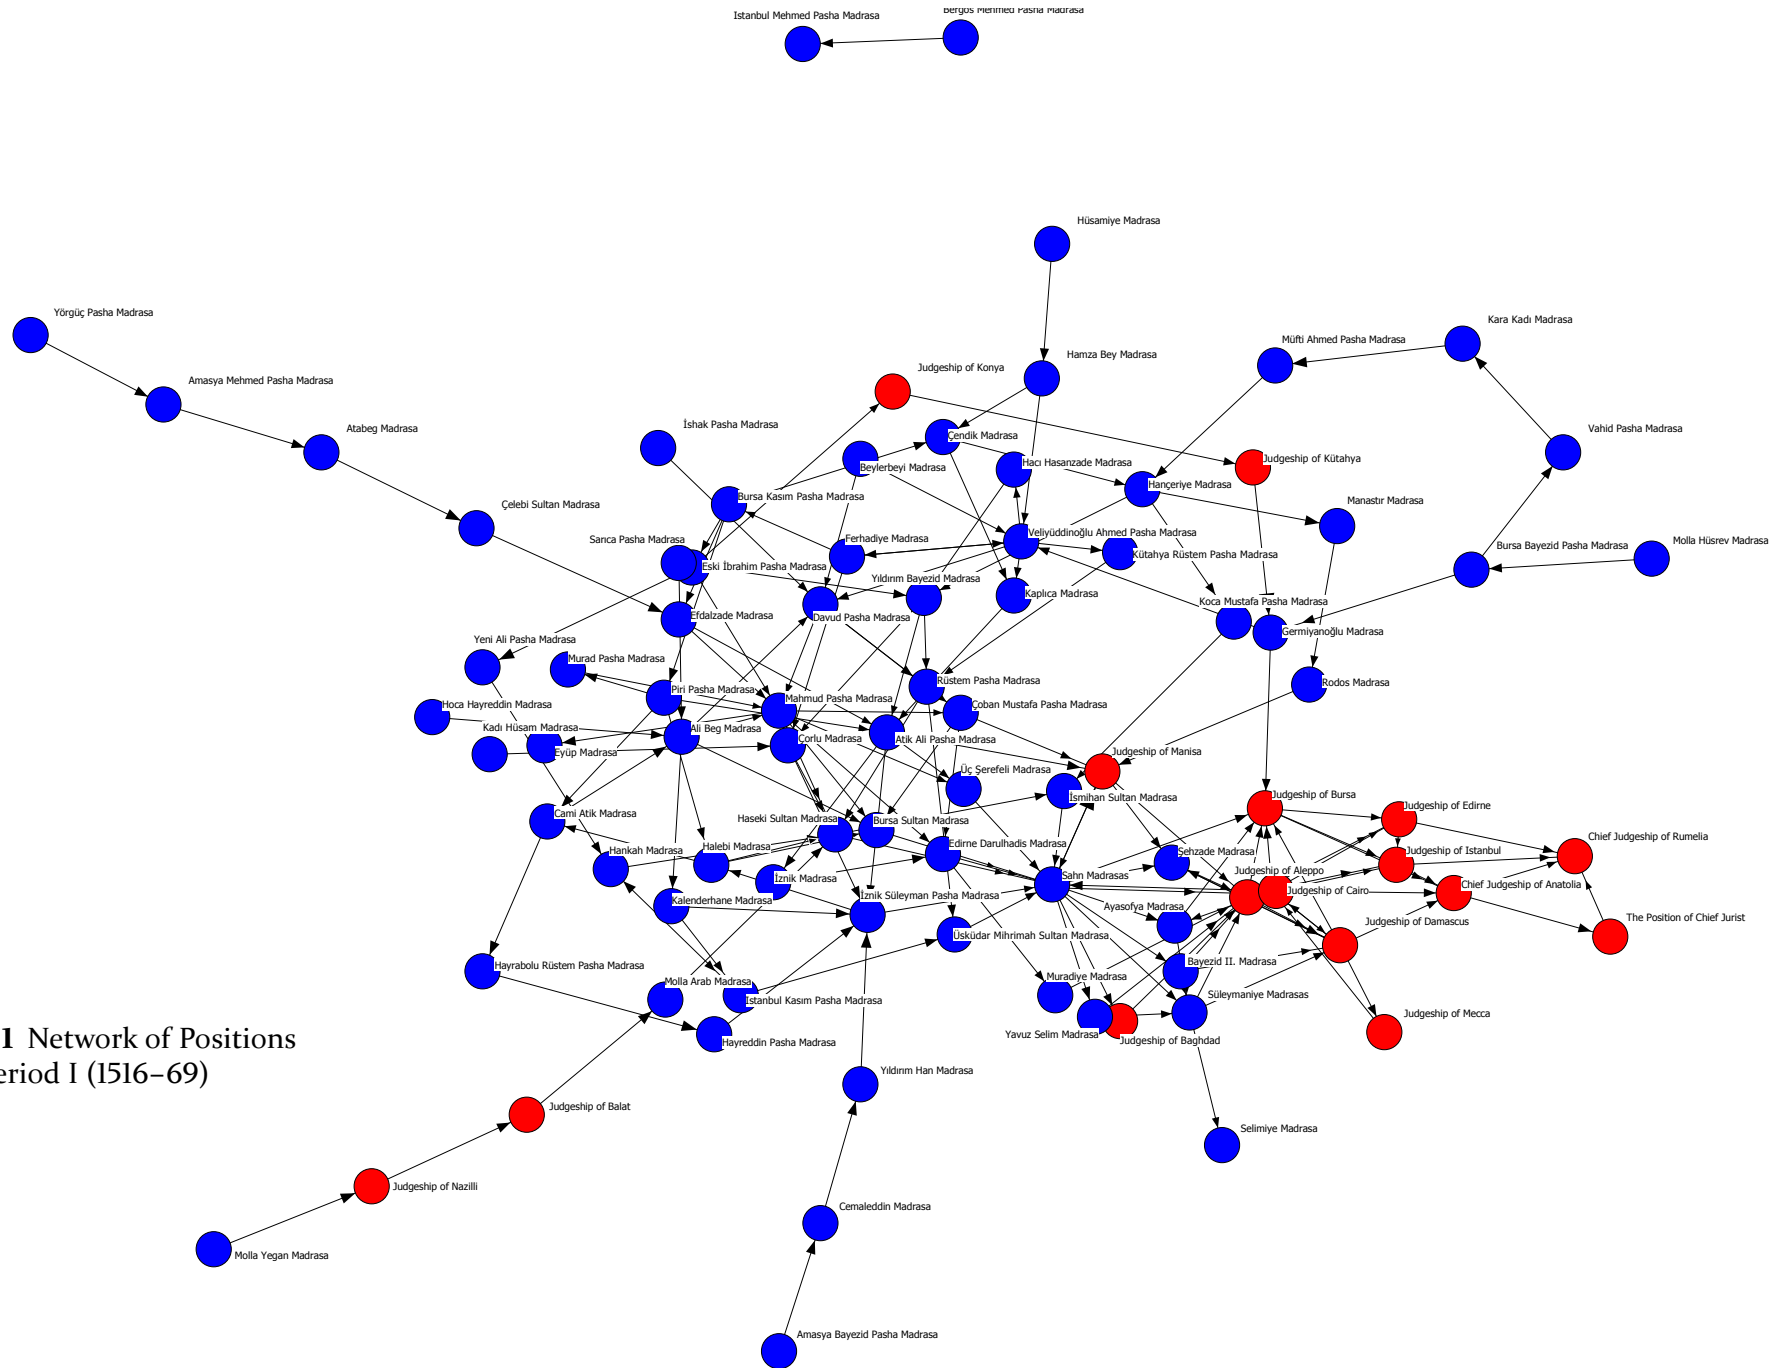 Istanbul Mehmed Pasha Madrasa
Bergos Mehmed Pasha Madrasa
Hüsamiye Madrasa
Yörgüç Pasha Madrasa
Kara Kadı Madrasa
Müfti Ahmed Pasha Madrasa
Hamza Bey Madrasa
Judgeship of Konya
Amasya Mehmed Pasha Madrasa
Atabeg Madrasa
İshak Pasha Madrasa
Vahid Pasha Madrasa
Çendik Madrasa
Judgeship of Kütahya
Hacı Hasanzade Madrasa
Beylerbeyi Madrasa
Hançeriye Madrasa
Bursa Kasım Pasha Madrasa
Manastır Madrasa
Çelebi Sultan Madrasa
Veliyüddinoğlu Ahmed Pasha Madrasa
Sarıca Pasha Madrasa
Ferhadiye Madrasa
Molla Hüsrev Madrasa
Bursa Bayezid Pasha Madrasa
Kütahya Rüstem Pasha Madrasa
Eski İbrahim Pasha Madrasa
Yıldırım Bayezid Madrasa
Kaplıca Madrasa
Koca Mustafa Pasha Madrasa
Efdalzade Madrasa
Davud Pasha Madrasa
Germiyanoğlu Madrasa
Yeni Ali Pasha Madrasa
Murad Pasha Madrasa
Rüstem Pasha Madrasa
Rodos Madrasa
Piri Pasha Madrasa
Mahmud Pasha Madrasa
Hoca Hayreddin Madrasa
Çoban Mustafa Pasha Madrasa
Kadı Hüsam Madrasa
Ali Beg Madrasa
Çorlu Madrasa
Atik Ali Pasha Madrasa
Eyüp Madrasa
Judgeship of Manisa
Üç Şerefeli Madrasa
İsmihan Sultan Madrasa
Judgeship of Bursa
Judgeship of Edirne
Cami Atik Madrasa
Haseki Sultan Madrasa
Bursa Sultan Madrasa
Chief Judgeship of Rumelia
Edirne Darulhadis Madrasa
Hankah Madrasa
Halebi Madrasa
Şehzade Madrasa
Judgeship of Istanbul
Judgeship of Aleppo
Sahn Madrasas
İznik Madrasa
Judgeship of Cairo
Chief Judgeship of Anatolia
İznik Süleyman Pasha Madrasa
Kalenderhane Madrasa
Ayasofya Madrasa
Judgeship of Damascus
The Position of Chief Jurist
Üsküdar Mihrimah Sultan Madrasa
Bayezid II. Madrasa
Hayrabolu Rüstem Pasha Madrasa
Muradiye Madrasa
Molla Arab Madrasa
Süleymaniye Madrasas
Istanbul Kasım Pasha Madrasa
Judgeship of Mecca
Yavuz Selim Madrasa
Judgeship of Baghdad
Hayreddin Pasha Madrasa
1 Network of Positions
eriod I (1516–69)
Yıldırım Han Madrasa
Judgeship of Balat
Selimiye Madrasa
Judgeship of Nazilli
Cemaleddin Madrasa
Molla Yegan Madrasa
Amasya Bayezid Pasha Madrasa